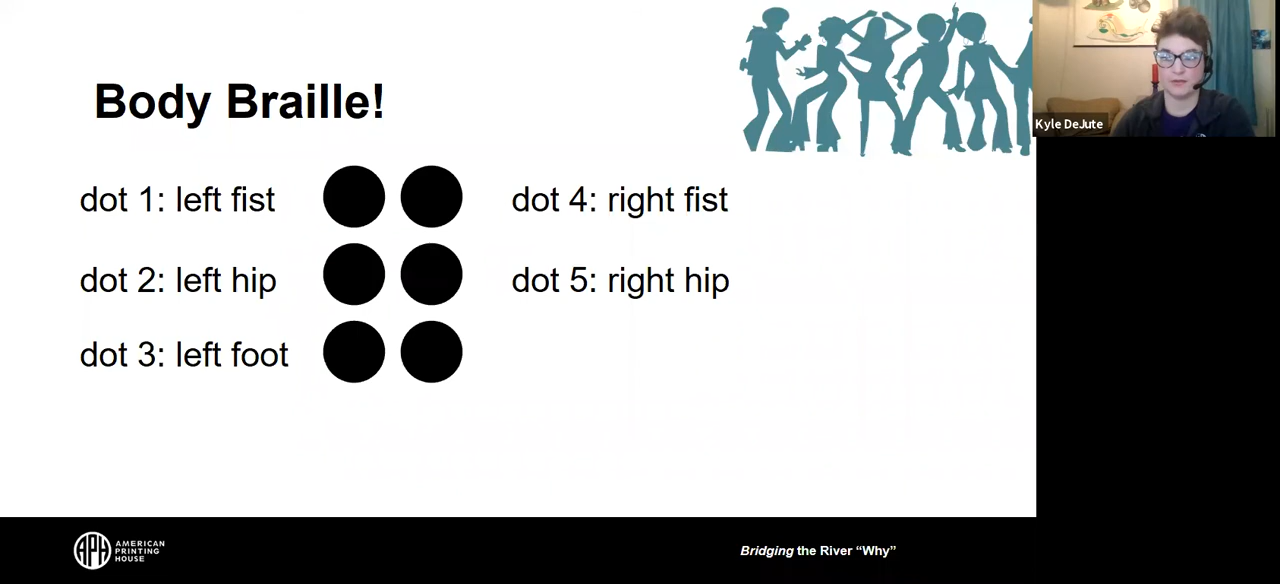 Body Braille!
Kyle DeJute
dot 1: left fist
dot 4: right fist
dot 2: left hip
dot 5: right hip
dot 3: left foot
APH
AMERICAN
PRINTING
HOUSE
Bridging the River “Why”